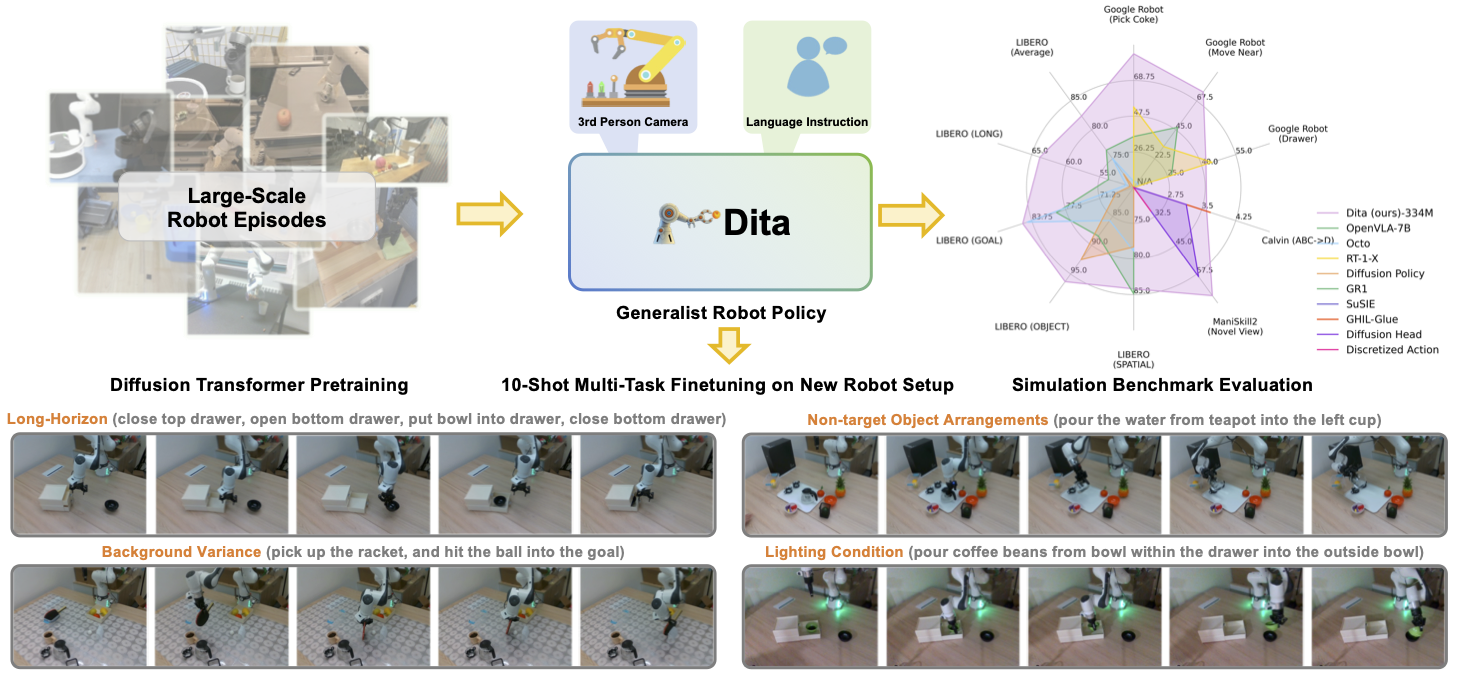 Large-Scale
Robot Episodes
3rd Person Camera
Language Instruction
Dita
Generalist Robot Policy
Google Robot
(Pick Coke)
Google Robot
(Move Near)
Google Robot
(Drawer)
Calvin (ABC->D)
ManiSkill2
(Novel View)
LIBERO
(SPATIAL)
LIBERO (OBJECT)
LIBERO (GOAL)
LIBERO (LONG)
LIBERO
(Average)
68.75
47.5
26.25
67.5
45.0
22.5
55.0
40.0
25.0
4.25
3.5
2.75
57.5
45.0
32.5
85.0
80.0
75.0
95.0
90.0
85.0
83.75
77.5
71.25
65.0
60.0
55.0
85.0
80.0
75.0
N/A
Dita (ours)-334M
OpenVLA-7B
Octo
RT-1-X
Diffusion Policy
GR1
SuSIE
GHIL-Glue
Diffusion Head
Discretized Action
Diffusion Transformer Pretraining
10-Shot Multi-Task Finetuning on New Robot Setup
Simulation Benchmark Evaluation
Long-Horizon (close top drawer, open bottom drawer, put bowl into drawer, close bottom drawer)
Non-target Object Arrangements (pour the water from teapot into the left cup)
Background Variance (pick up the racket, and hit the ball into the goal)
Lighting Condition (pour coffee beans from bowl within the drawer into the outside bowl)